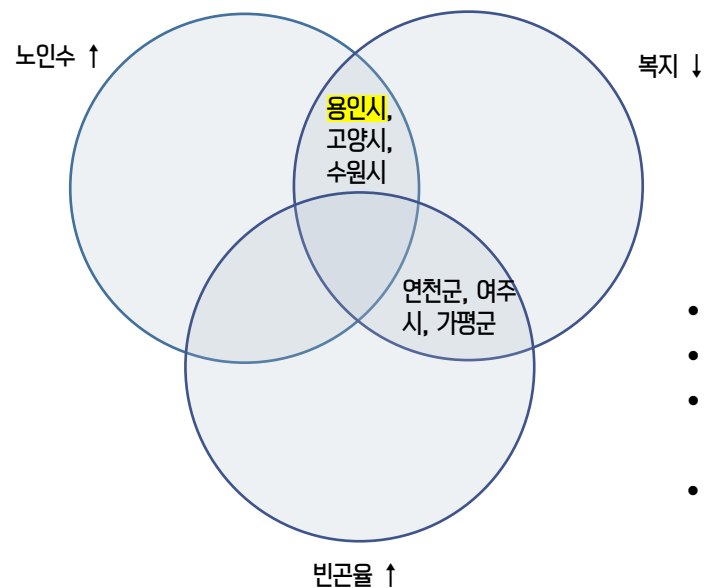 노인수 ↑
복지 ↓
용인시,
고양시,
수원시
연천군, 여주
시, 가평군
빈곤율 ↑